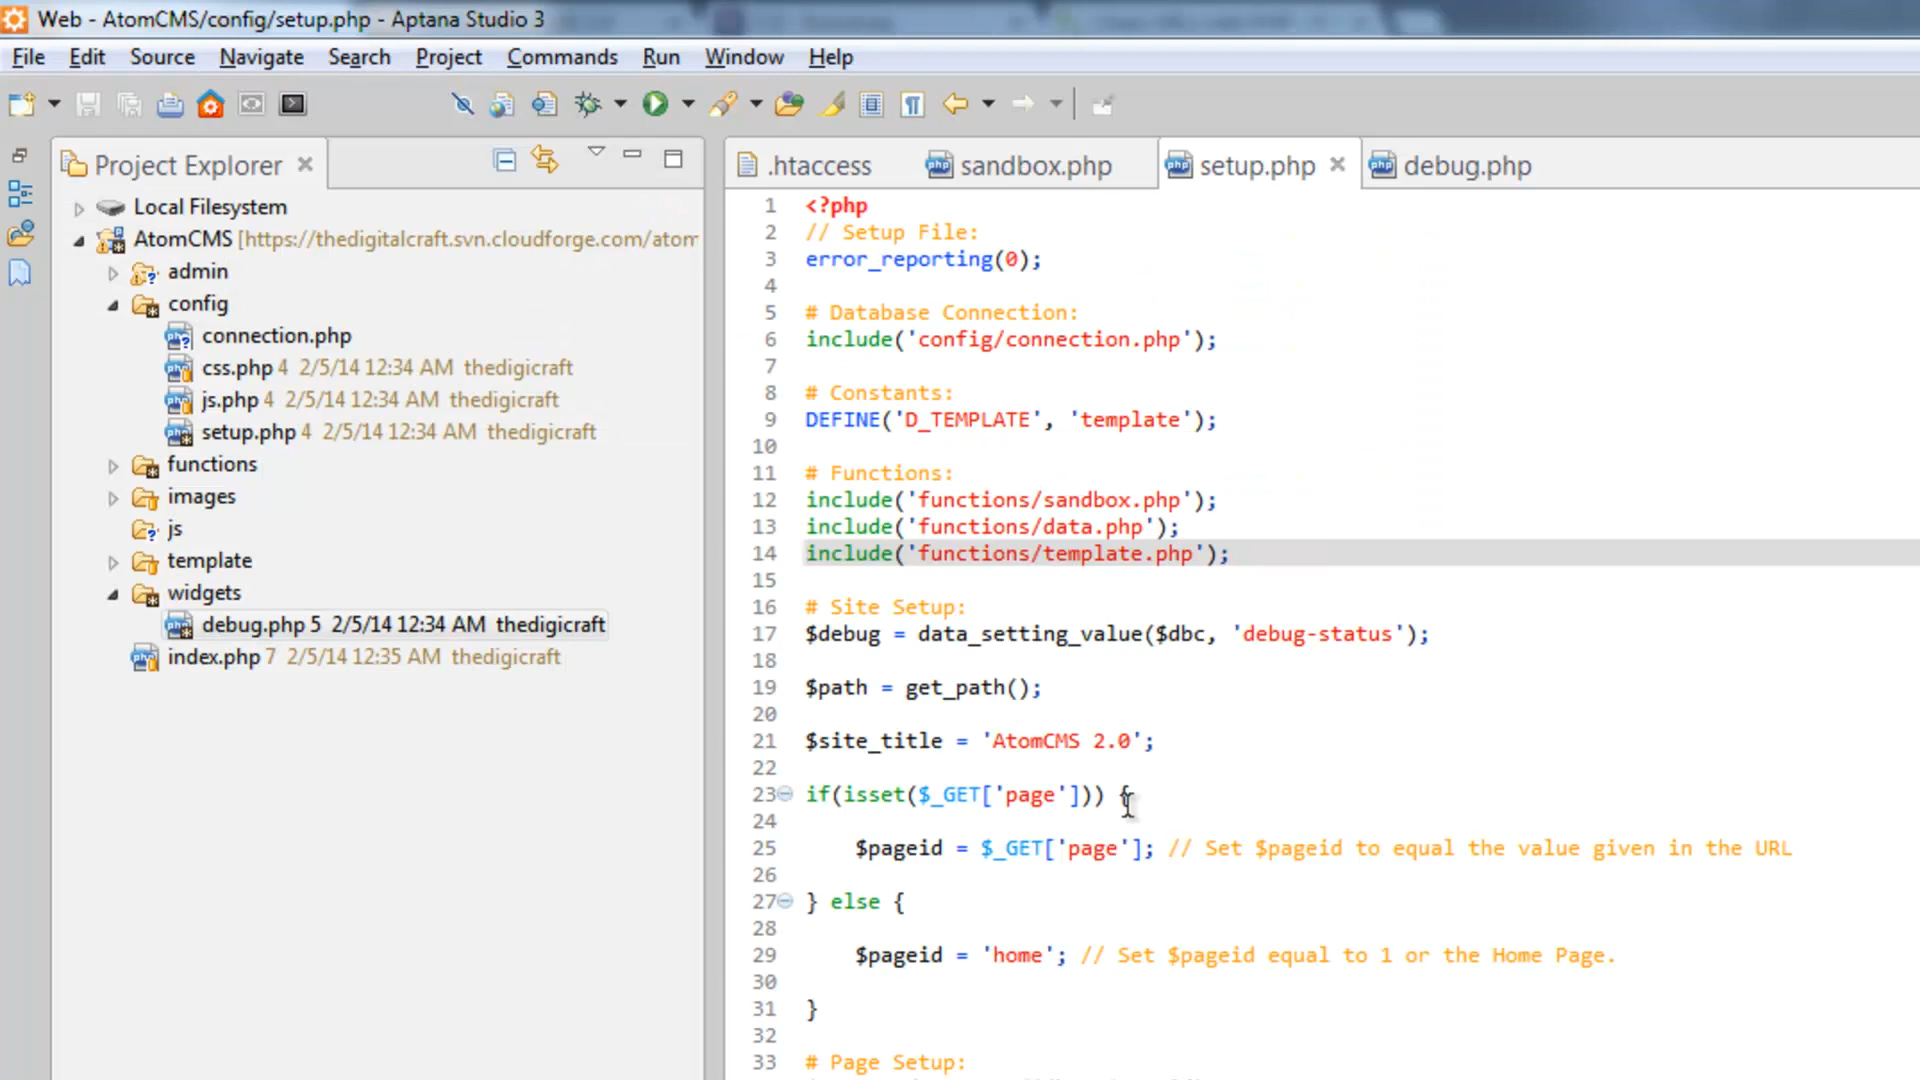 Web - AtomCMS/config/setup.php - Aptana Studio 3
File Edit Source Navigate Search Project Commands Run Window Help
Project Explorer
.htaccess sandbox.php setup.php debug.php
Local Filesystem
AtomCMS [https://thedigitalcraft.svn.cloudforge.com/atom
admin
config
connection.php
css.php 4 2/5/14 12:34 AM thedigicraft
js.php 4 2/5/14 12:34 AM thedigicraft
setup.php 4 2/5/14 12:34 AM thedigicraft
functions
images
js
template
widgets
debug.php 5 2/5/14 12:34 AM thedigicraft
index.php 7 2/5/14 12:35 AM thedigicraft
1 <?php
2 // Setup File:
3 error_reporting(0);
4
5 # Database Connection:
6 include('config/connection.php');
7
8 # Constants:
9 DEFINE('D_TEMPLATE', 'template');
10
11 # Functions:
12 include('functions/sandbox.php');
13 include('functions/data.php');
14 include('functions/template.php');
15
16 # Site Setup:
17 $debug = data_setting_value($dbc, 'debug-status');
18
19 $path = get_path();
20
21 $site_title = 'AtomCMS 2.0';
22
23 if(isset($_GET['page'])) {
24
25 $pageid = $_GET['page']; // Set $pageid to equal the value given in the URL
26
27 } else {
28
29 $pageid = 'home'; // Set $pageid equal to 1 or the Home Page.
30
31 }
32
33 # Page Setup: